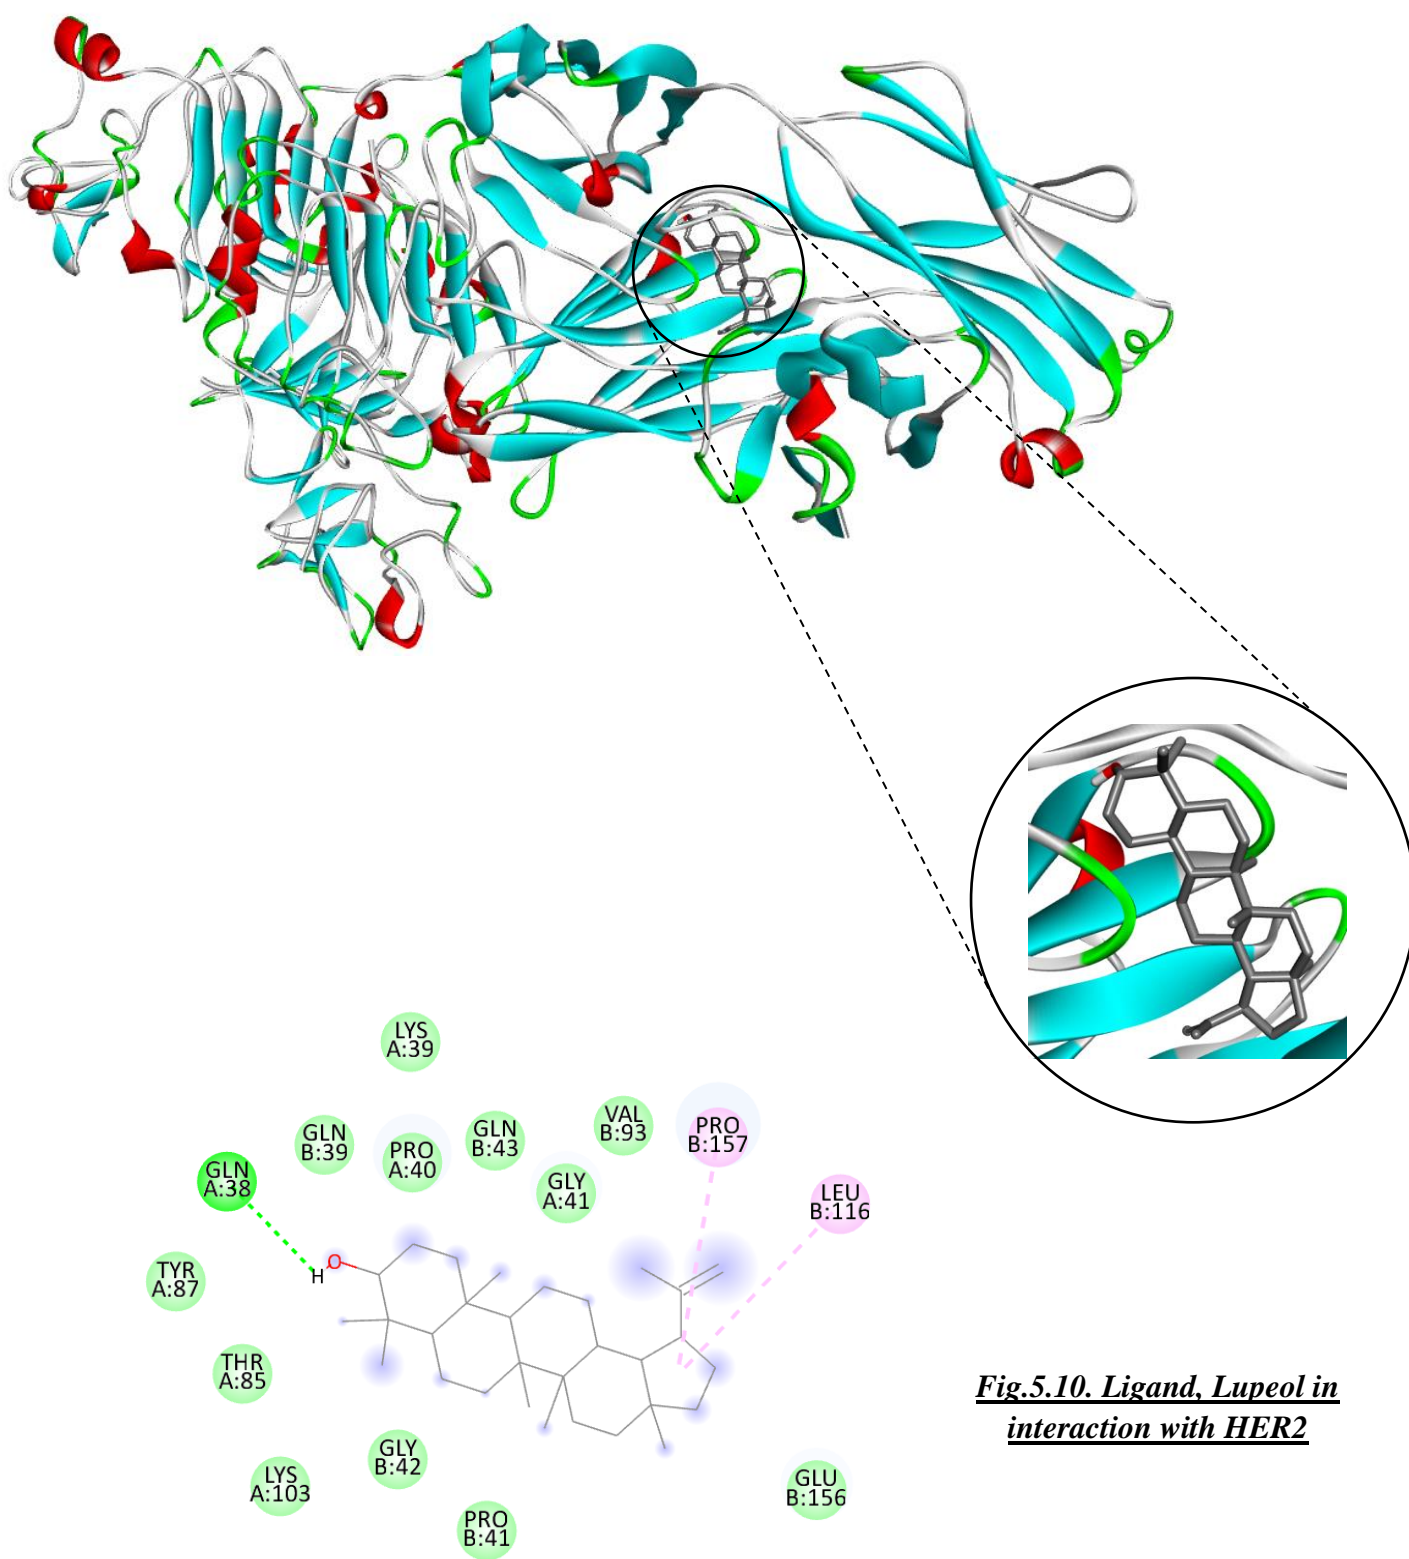 LYS
A:39
GLN
B:39
PRO
A:40
GLN
B:43
VAL
B:93
PRO
B:157
GLN
A:38
GLY
A:41
LEU
B:116
O
H
TYR
A:87
THR
A:85
GLY
B:42
LYS
A:103
PRO
B:41
GLU
B:156
Fig.5.10. Ligand, Lupeol in
interaction with HER2